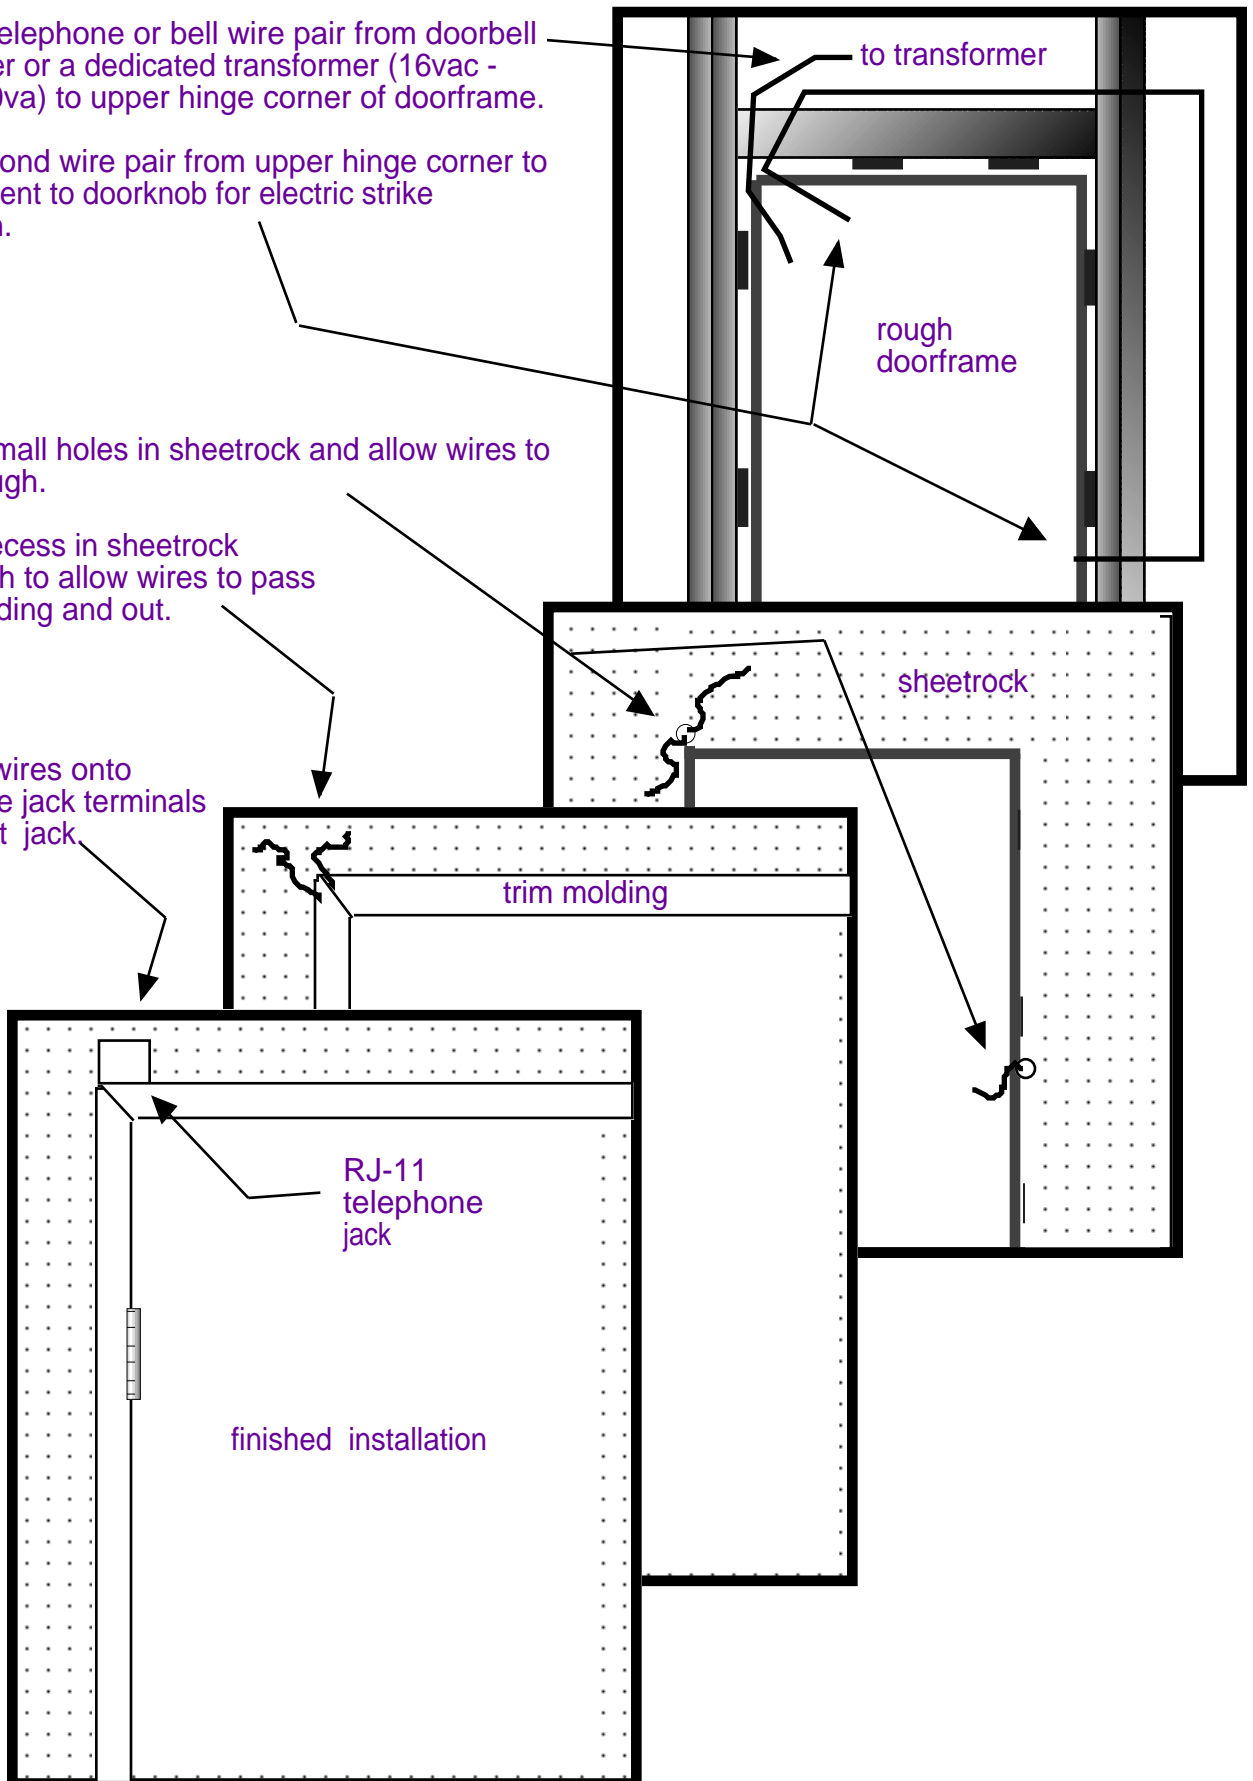 elephone or bell wire pair from doorbell
er or a dedicated transformer (16vac -
0va) to upper hinge corner of doorframe.
ond wire pair from upper hinge corner to
ent to doorknob for electric strike
n.
to transformer
rough
doorframe
mall holes in sheetrock and allow wires to
ugh.
ecess in sheetrock
h to allow wires to pass
ding and out.
sheetrock
wires onto
e jack terminals
t jack.
trim molding
RJ-11
telephone
jack
finished installation